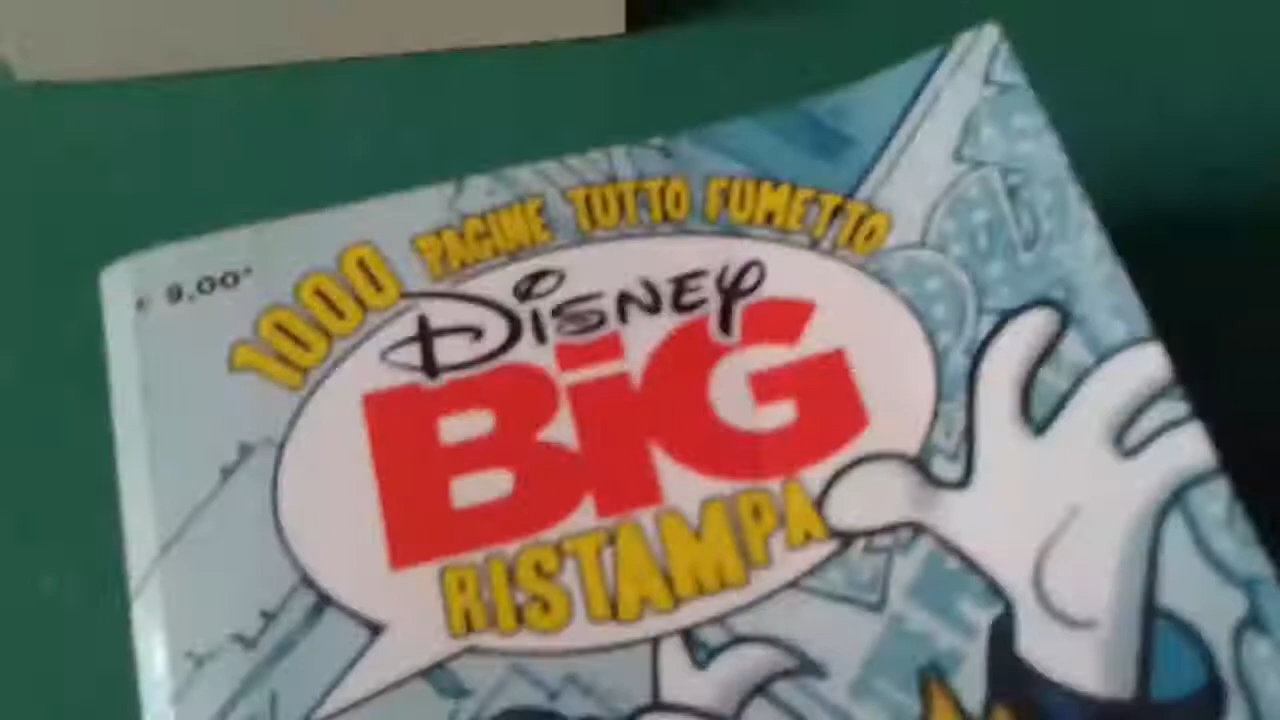 1000 PAGINE TUTTO FUMETTO
€ 9,00*
DISNEY
BiG
RISTAMPA